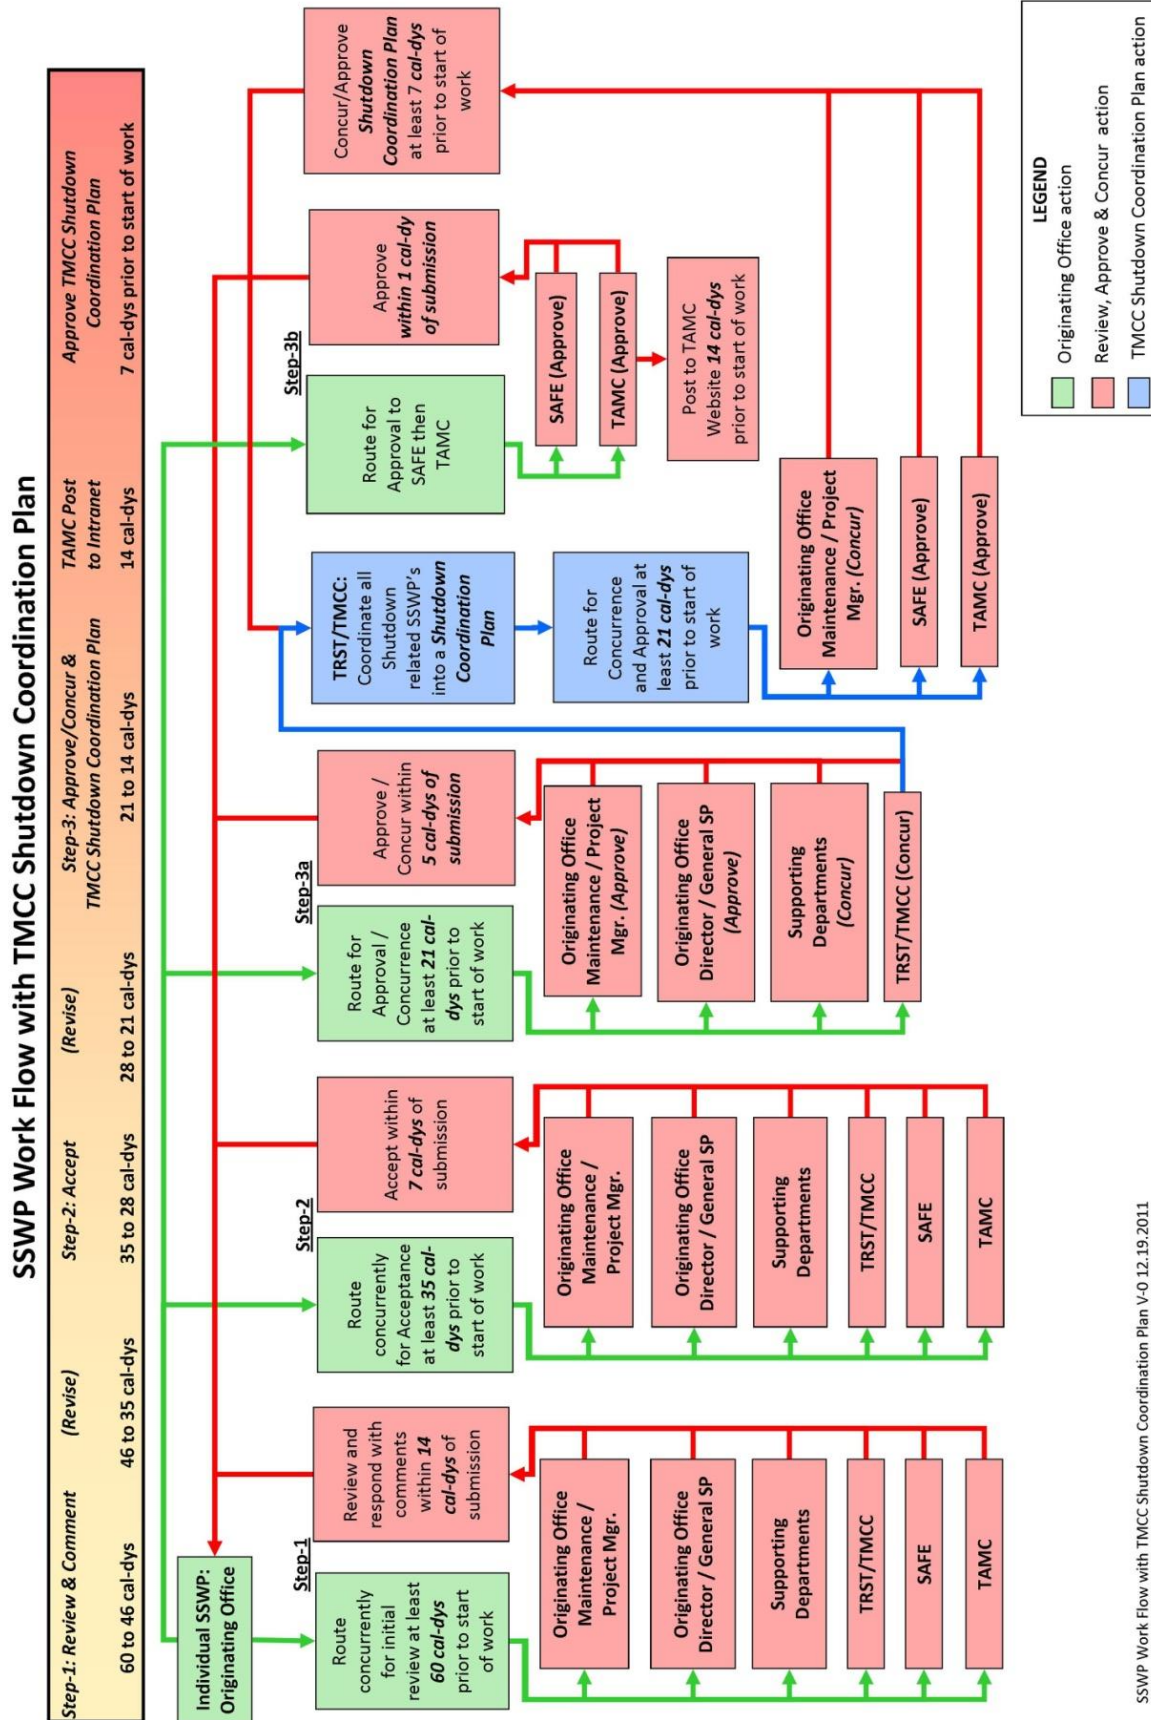 SSWP Work Flow with TMCC Shutdown Coordination Plan
Step-1: Review & Comment
(Revise)
Step-2: Accept
(Revise)
Step-3: Approve/Concur &
TMCC Shutdown Coordination Plan
TAMC Post
to Intranet
Approve TMCC Shutdown
Coordination Plan
60 to 46 cal-dys
46 to 35 cal-dys
35 to 28 cal-dys
28 to 21 cal-dys
21 to 14 cal-dys
14 cal-dys
7 cal-dys prior to start of work
Individual SSWP:
Originating Office
Step-1
Route
concurrently
for initial
review at least
60 cal-dys
prior to start
of work
Review and
respond with
comments
within 14
cal-dys of
submission
Originating Office
Maintenance /
Project Mgr.
Originating Office
Director / General SP
Supporting
Departments
TRST/TMCC
SAFE
TAMC
Step-2
Route
concurrently
for Acceptance
at least 35 cal-
dys prior to
start of work
Accept within
7 cal-dys of
submission
Originating Office
Maintenance /
Project Mgr.
Originating Office
Director / General SP
Supporting
Departments
TRST/TMCC
SAFE
TAMC
Step-3a
Route for
Approval /
Concurrence
at least 21 cal-
dys prior to
start of work
Approve /
Concur within
5 cal-dys of
submission
Originating Office
Maintenance / Project
Mgr. (Approve)
Originating Office
Director / General SP
(Approve)
Supporting
Departments
(Concur)
TRST/TMCC (Concur)
TRST/TMCC:
Coordinate all
Shutdown
related SSWP's
into a Shutdown
Coordination
Plan
Route for
Concurrence
and Approval at
least 21 cal-dys
prior to start of
work
Originating Office
Maintenance / Project
Mgr. (Concur)
SAFE (Approve)
TAMC (Approve)
Step-3b
Route for
Approval to
SAFE then
TAMC
Approve
within 1 cal-dy
of submission
SAFE (Approve)
TAMC (Approve)
Post to TAMC
Website 14 cal-dys
prior to start of work
Concur/Approve
Shutdown
Coordination Plan
at least 7 cal-dys
prior to start of
work
LEGEND
Originating Office action
Review, Approve & Concur action
TMCC Shutdown Coordination Plan action
SSWP Work Flow with TMCC Shutdown Coordination Plan V-0 12.19.2011